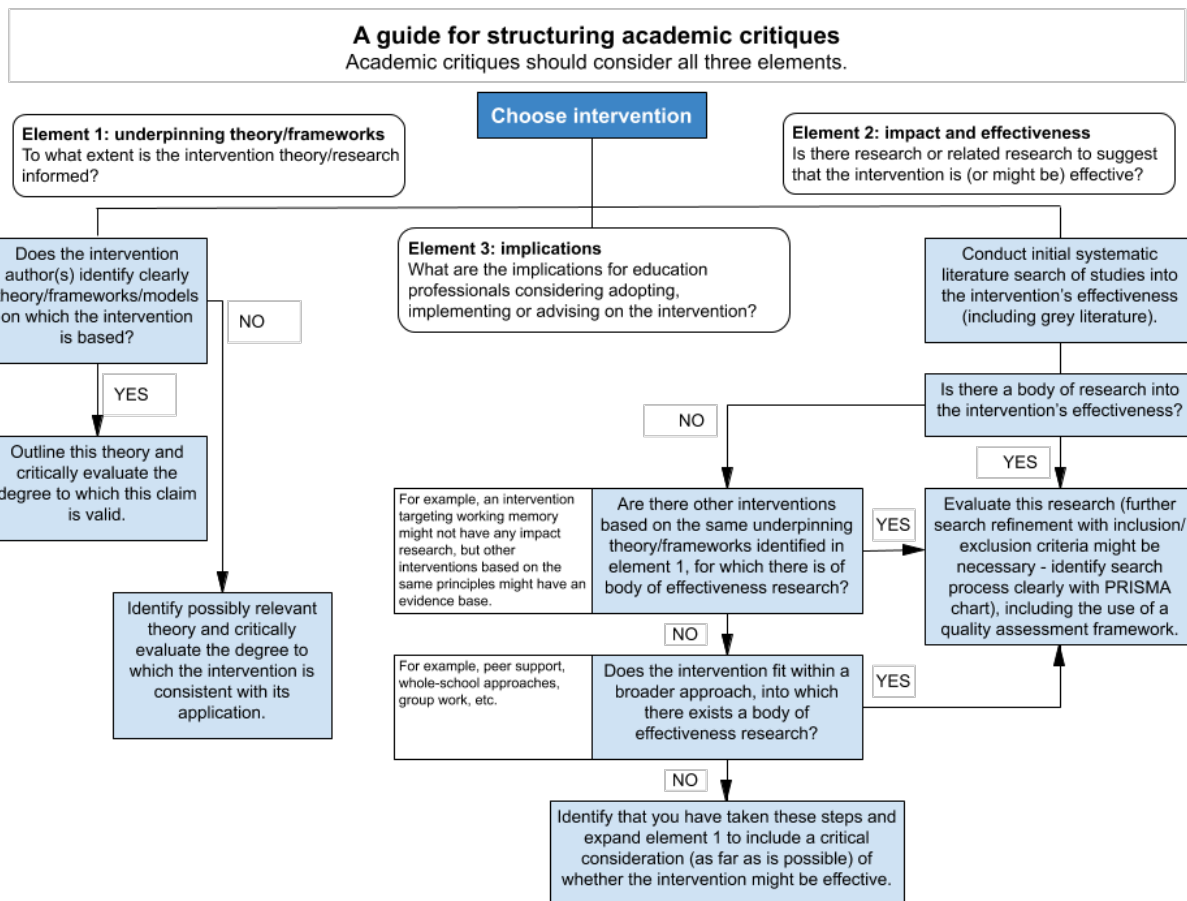 A guide for structuring academic critiques
Academic critiques should consider all three elements.
Choose intervention
Element 1: underpinning theory/frameworks
To what extent is the intervention theory/research
informed?
Element 2: impact and effectiveness
Is there research or related research to suggest
that the intervention is (or might be) effective?
Element 3: implications
What are the implications for education
professionals considering adopting,
implementing or advising on the intervention?
Does the intervention
author(s) identify clearly
theory/frameworks/models
on which the intervention
is based?
NO
YES
Outline this theory and
critically evaluate the
degree to which this claim
is valid.
Identify possibly relevant
theory and critically
evaluate the degree to
which the intervention is
consistent with its
application.
Conduct initial systematic
literature search of studies into
the intervention's effectiveness
(including grey literature).
Is there a body of research into
the intervention's effectiveness?
NO
YES
For example, an intervention
targeting working memory
might not have any impact
research, but other
interventions based on the
same principles might have an
evidence base.
Are there other interventions
based on the same underpinning
theory/frameworks identified in
element 1, for which there is of
body of effectiveness research?
YES
Evaluate this research (further
search refinement with inclusion/
exclusion criteria might be
necessary - identify search
process clearly with PRISMA
chart), including the use of a
quality assessment framework.
NO
For example, peer support,
whole-school approaches,
group work, etc.
Does the intervention fit within a
broader approach, into which
there exists a body of
effectiveness research?
YES
NO
Identify that you have taken these steps and
expand element 1 to include a critical
consideration (as far as is possible) of
whether the intervention might be effective.